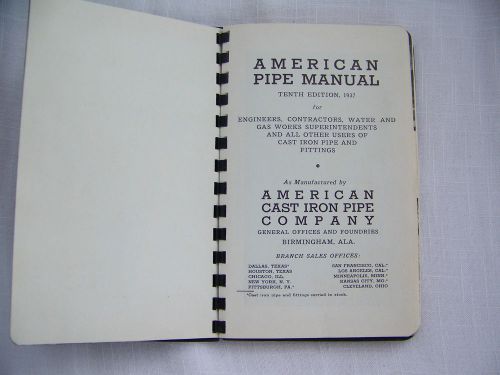 AMERICAN
PIPE MANUAL
TENTH EDITION, 1937
for
ENGINEERS, CONTRACTORS, WATER AND
GAS WORKS SUPERINTENDENTS
AND ALL OTHER USERS OF
CAST IRON PIPE AND
FITTINGS
As Manufactured by
AMERICAN
CAST IRON PIPE
COMPANY
GENERAL OFFICES AND FOUNDRIES
BIRMINGHAM, ALA.
BRANCH SALES OFFICES:
DALLAS, TEXAS* SAN FRANCISCO, CAL.*
HOUSTON, TEXAS LOS ANGELES, CAL.*
CHICAGO, ILL. MINNEAPOLIS, MINN.*
NEW YORK, N. Y. KANSAS CITY, MO.*
PITTSBURGH, PA.* CLEVELAND, OHIO
*Cast iron pipe and fittings carried in stock.